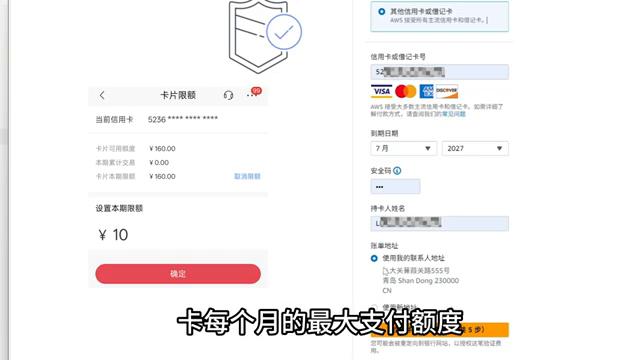 卡片限额
99
当前信用卡 5236 **** **** ****
卡片可用额度 ¥160.00
本期累计交易 ¥0.00
卡片本期限额 ¥160.00 取消限额
设置本期限额
¥ 10
确定
其他信用卡或借记卡
AWS 接受所有主流信用卡和借记卡。
信用卡或借记卡号
52
VISA
DISCOVER
AWS 接受大多数主流信用卡和借记卡。如需详细了解付款方式，请查阅我们的常见问题
到期日期
7 月 2027
安全码
•••
持卡人姓名
L
账单地址
使用我的联系人地址
大关
关路555号
青岛 Shan Dong 230000
CN
使用新地址
5 步）
您可能会被重定向到银行网站，以授权这笔验证费用。
卡每个月的最大支付额度